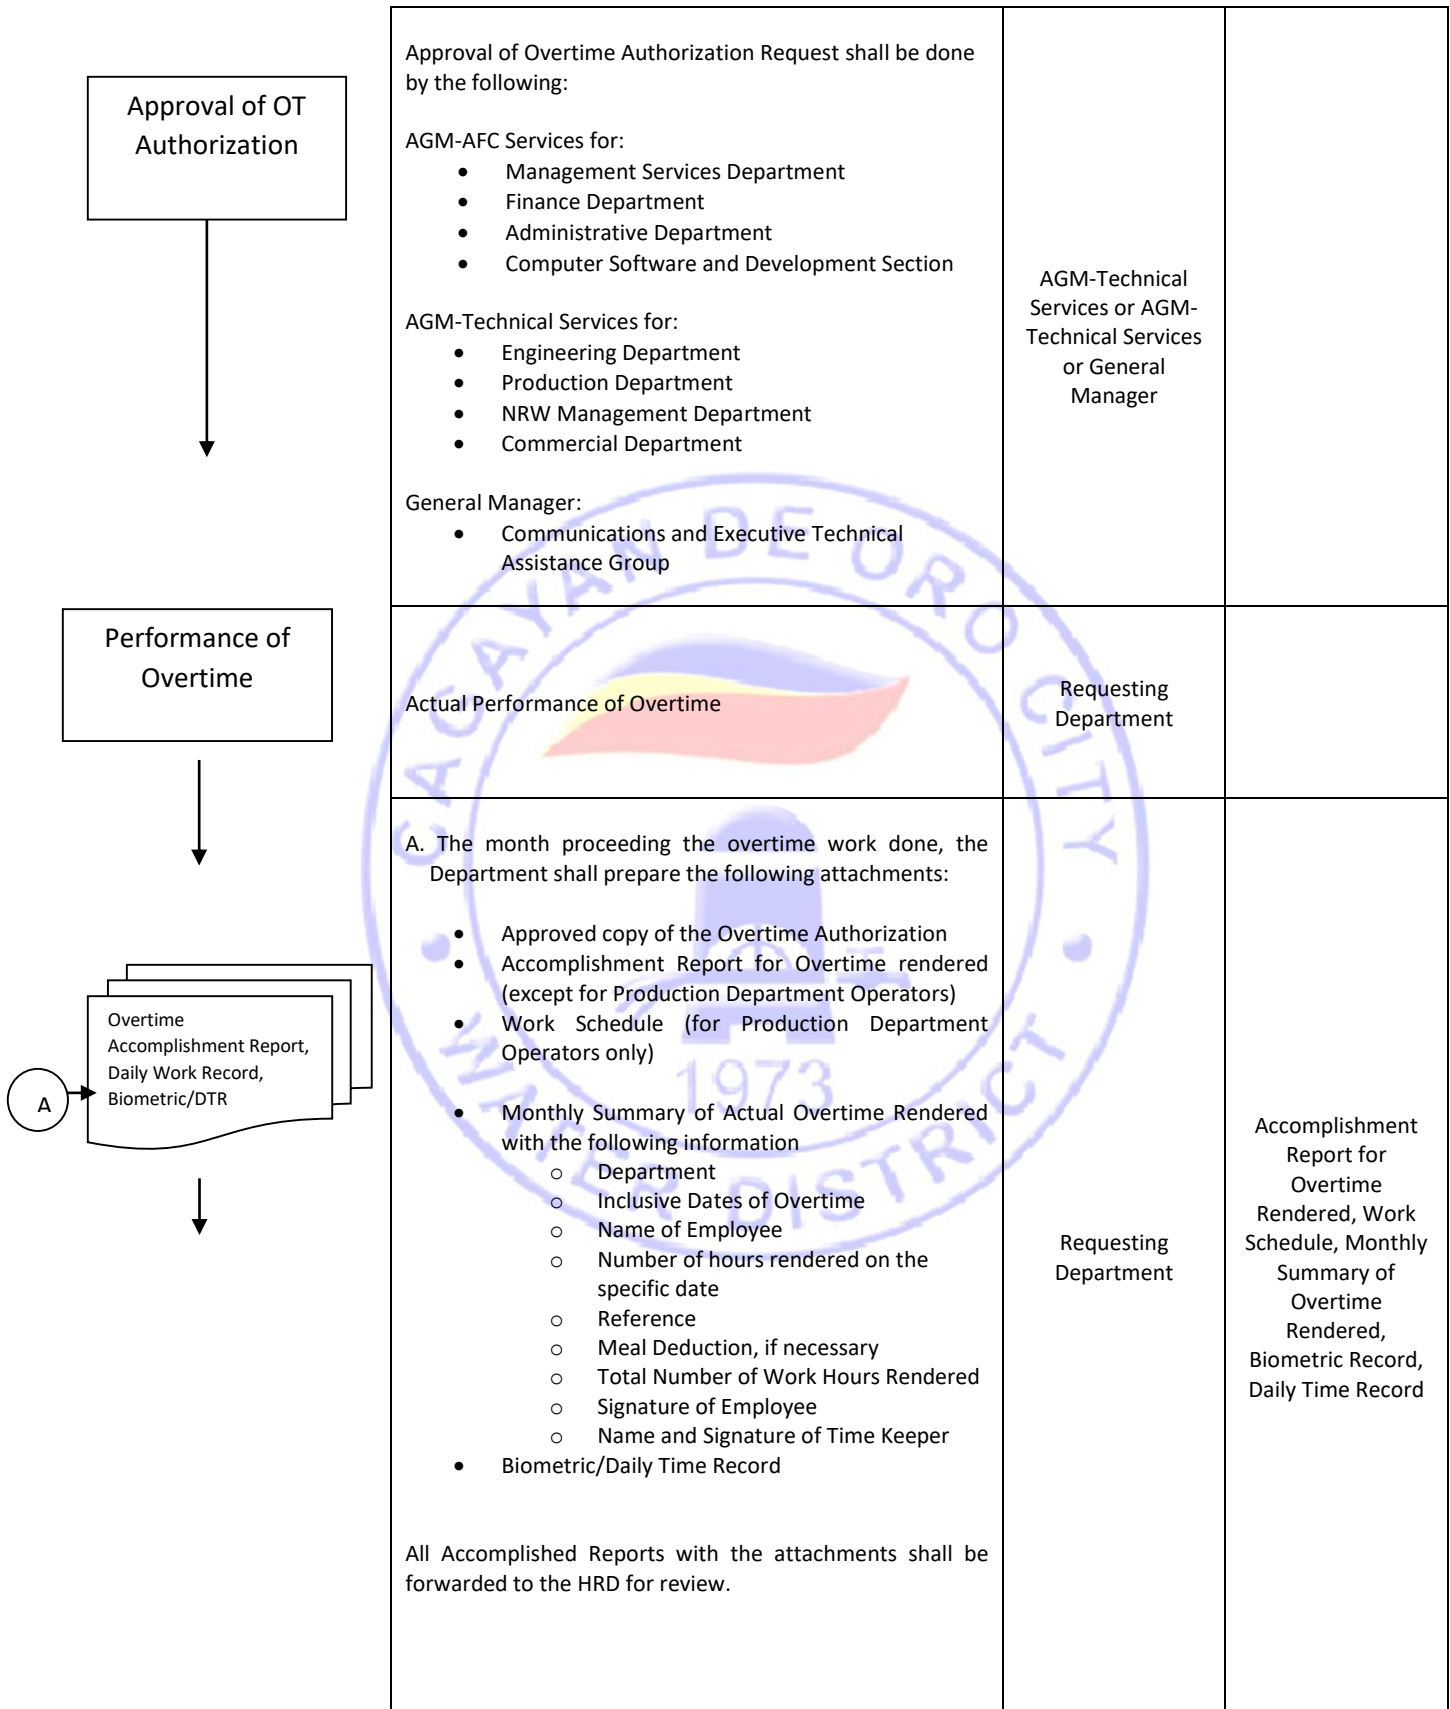 Approval of OT
Authorization
Approval of Overtime Authorization Request shall be done
by the following:
AGM-AFC Services for:
• Management Services Department
• Finance Department
• Administrative Department
• Computer Software and Development Section
AGM-Technical Services for:
• Engineering Department
• Production Department
• NRW Management Department
• Commercial Department
General Manager:
• Communications and Executive Technical
Assistance Group
AGM-Technical
Services or AGM-
Technical Services
or General
Manager
Performance of
Overtime
Actual Performance of Overtime
Requesting
Department
Overtime
Accomplishment Report,
Daily Work Record,
Biometric/DTR
A
A. The month proceeding the overtime work done, the
Department shall prepare the following attachments:
• Approved copy of the Overtime Authorization
• Accomplishment Report for Overtime rendered
(except for Production Department Operators)
• Work Schedule (for Production Department
Operators only)
• Monthly Summary of Actual Overtime Rendered
with the following information
o Department
o Inclusive Dates of Overtime
o Name of Employee
o Number of hours rendered on the
specific date
o Reference
o Meal Deduction, if necessary
o Total Number of Work Hours Rendered
o Signature of Employee
o Name and Signature of Time Keeper
• Biometric/Daily Time Record
All Accomplished Reports with the attachments shall be
forwarded to the HRD for review.
Requesting
Department
Accomplishment
Report for
Overtime
Rendered, Work
Schedule, Monthly
Summary of
Overtime
Rendered,
Biometric Record,
Daily Time Record
CAGAYAN DE ORO CITY
• WATER DISTRICT •
1973